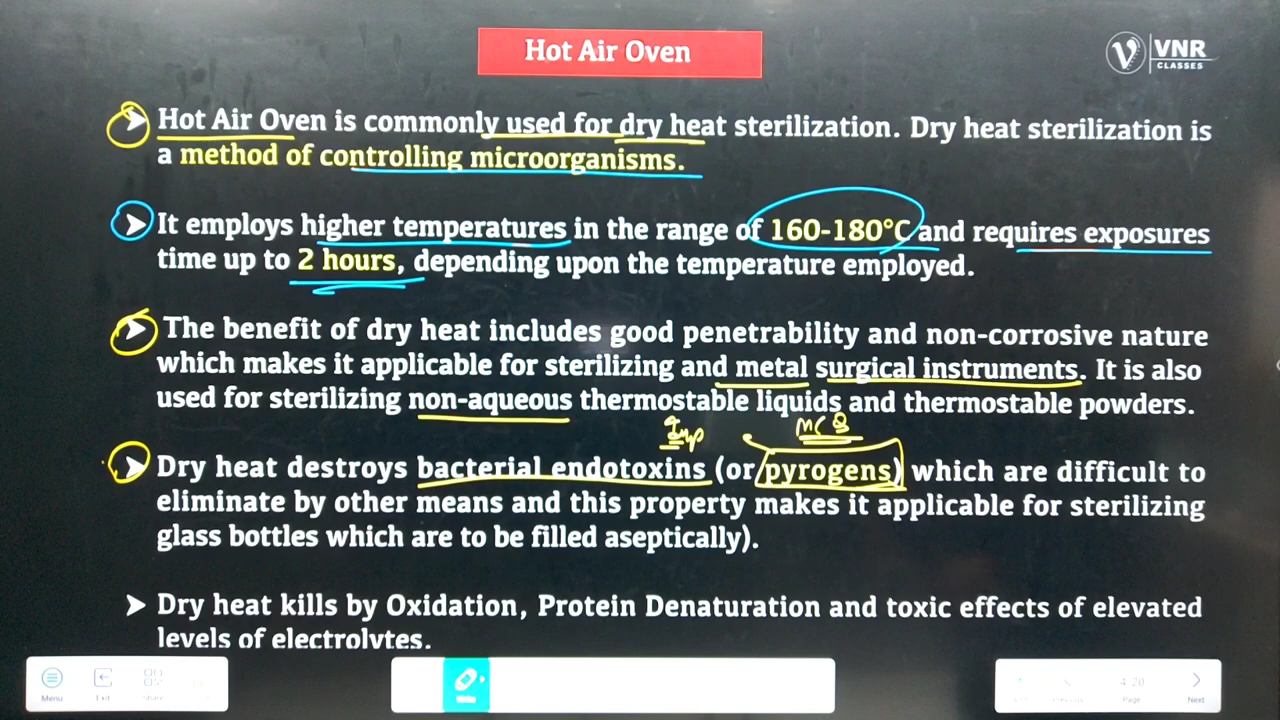 Hot Air Oven
VNR
CLASSES
Hot Air Oven is commonly used for dry heat sterilization. Dry heat sterilization is
a method of controlling microorganisms.
It employs higher temperatures in the range of 160-180°C and requires exposures
time up to 2 hours, depending upon the temperature employed.
The benefit of dry heat includes good penetrability and non-corrosive nature
which makes it applicable for sterilizing and metal surgical instruments. It is also
used for sterilizing non-aqueous thermostable liquids and thermostable powders.
Imp MCQ
Dry heat destroys bacterial endotoxins (or pyrogens) which are difficult to
eliminate by other means and this property makes it applicable for sterilizing
glass bottles which are to be filled aseptically).
Dry heat kills by Oxidation, Protein Denaturation and toxic effects of elevated
levels of electrolytes.
Menu Exit Share 4-20 Page Next